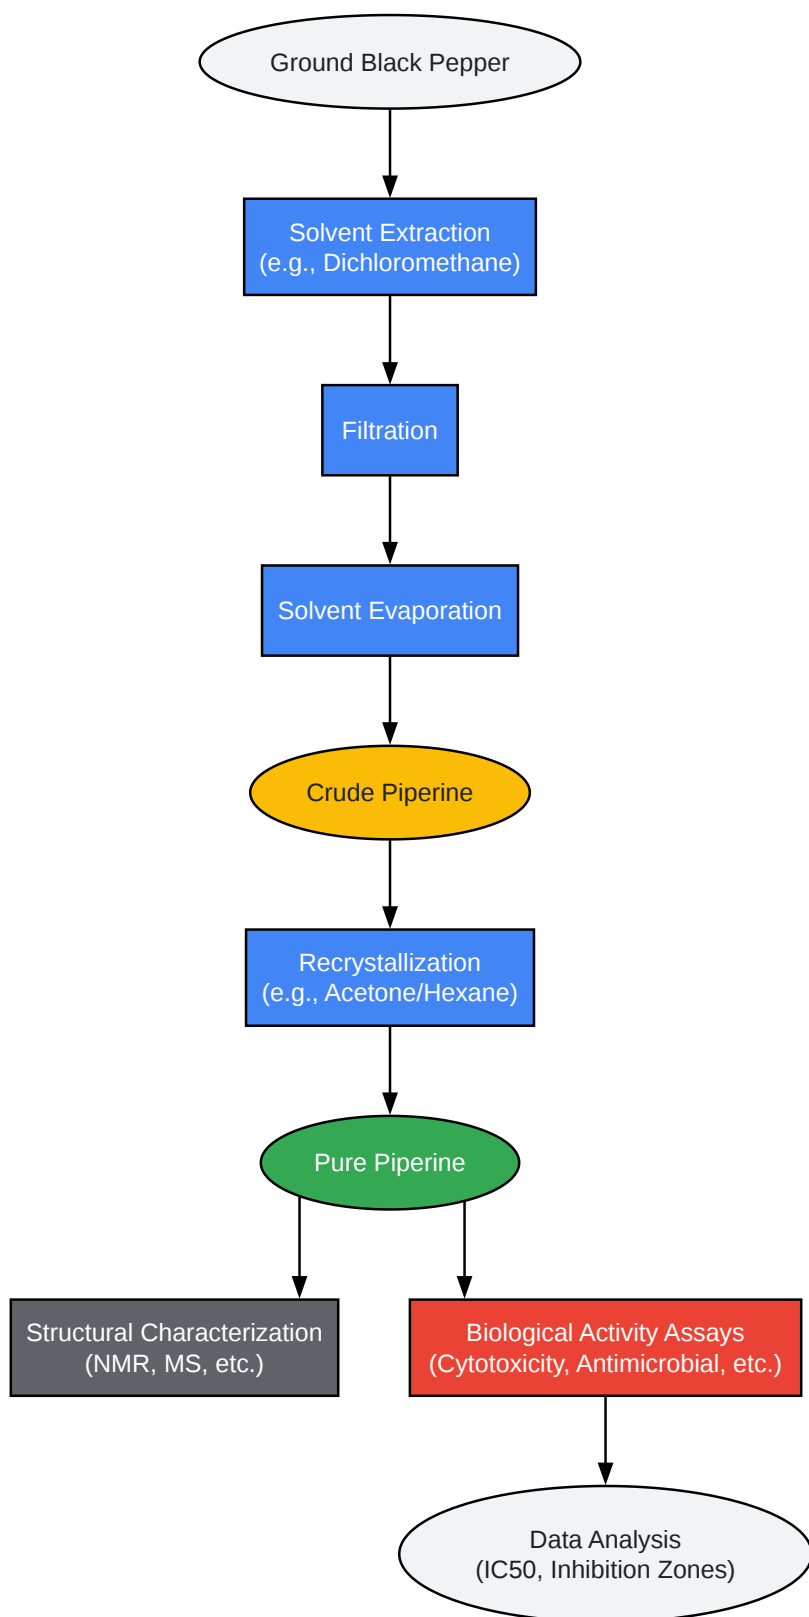 Ground Black Pepper
Solvent Extraction
(e.g., Dichloromethane)
Filtration
Solvent Evaporation
Crude Piperine
Recrystallization
(e.g., Acetone/Hexane)
Pure Piperine
Structural Characterization
(NMR, MS, etc.)
Biological Activity Assays
(Cytotoxicity, Antimicrobial, etc.)
Data Analysis
(IC50, Inhibition Zones)